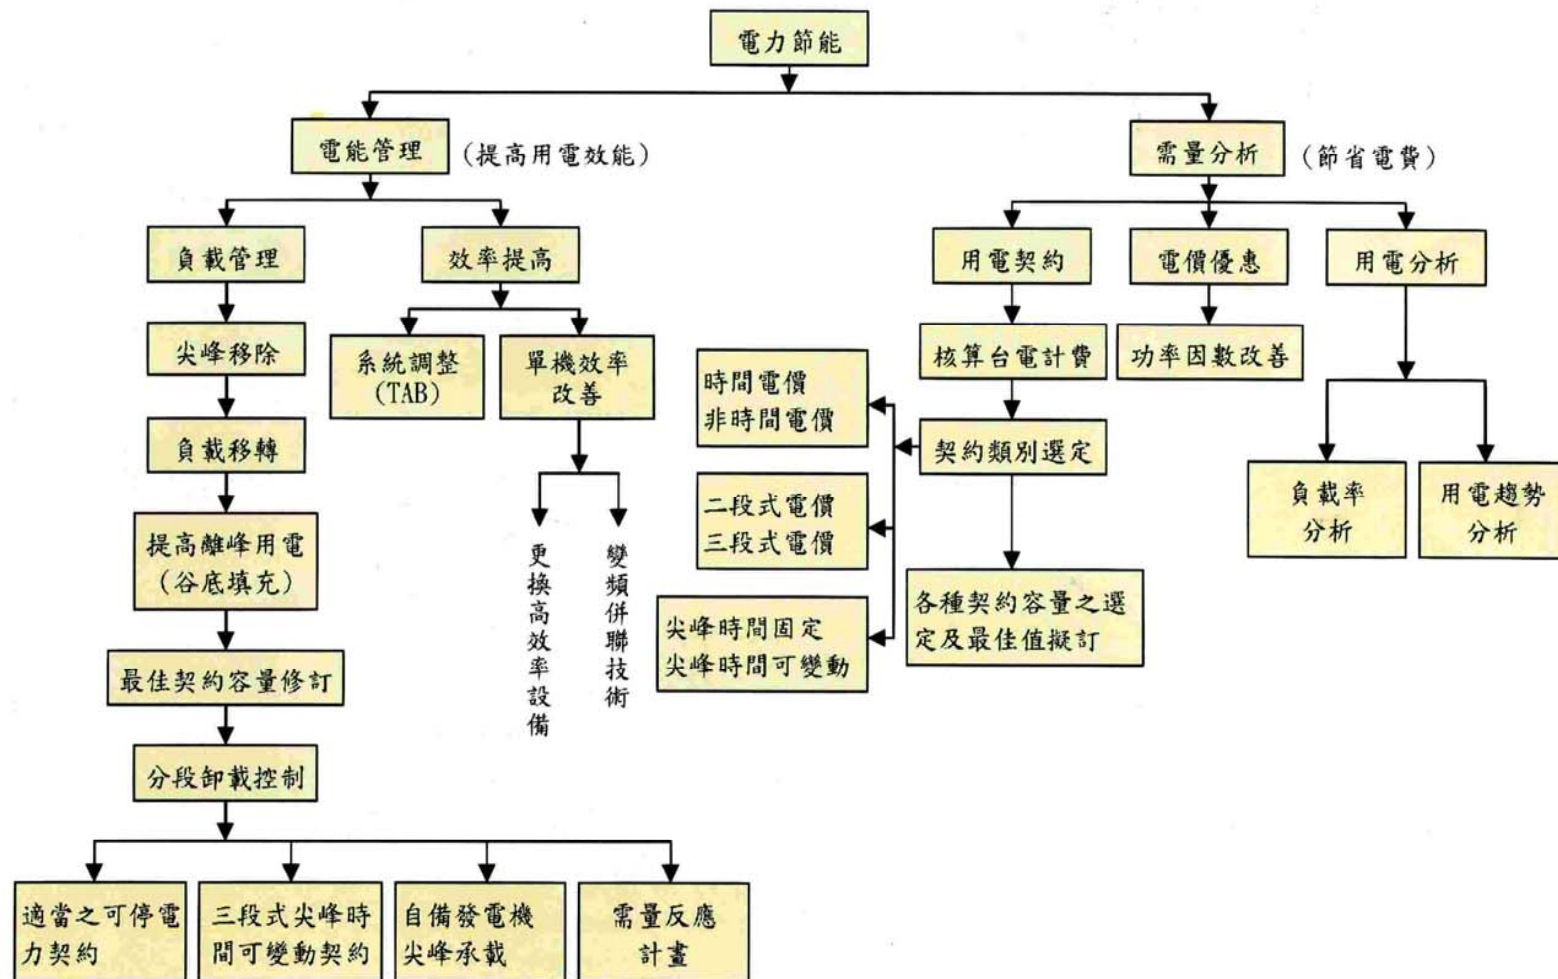 電力節能
電能管理
(提高用電效能)
需量分析
(節省電費)
負載管理
效率提高
用電契約
電價優惠
用電分析
尖峰移除
系統調整
(TAB)
單機效率
改善
時間電價
非時間電價
核算台電計費
功率因數改善
負載移轉
契約類別選定
二段式電價
三段式電價
負載率
分析
用電趨勢
分析
提高離峰用電
(谷底填充)
更換高效率設備
變頻併聯技術
尖峰時間固定
尖峰時間可變動
各種契約容量之選
定及最佳值擬訂
最佳契約容量修訂
分段卸載控制
適當之可停電
力契約
三段式尖峰時
間可變動契約
自備發電機
尖峰承載
需量反應
計畫